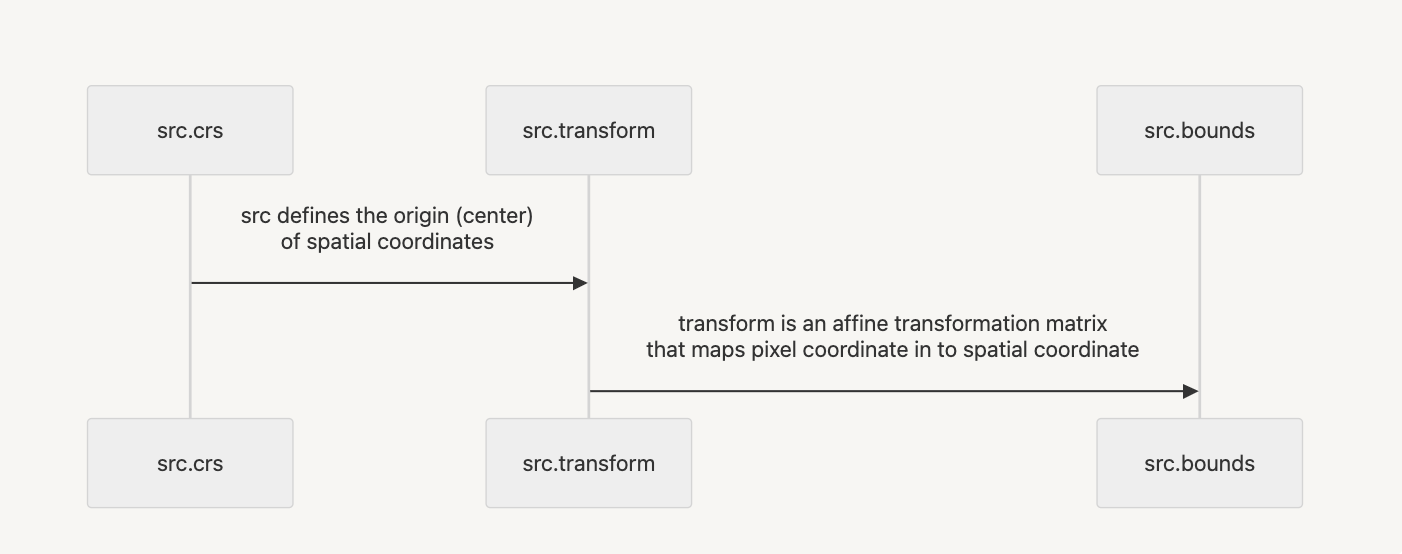 src.crs
src.transform
src.bounds
src defines the origin (center)
of spatial coordinates
transform is an affine transformation matrix
that maps pixel coordinate in to spatial coordinate
src.crs
src.transform
src.bounds